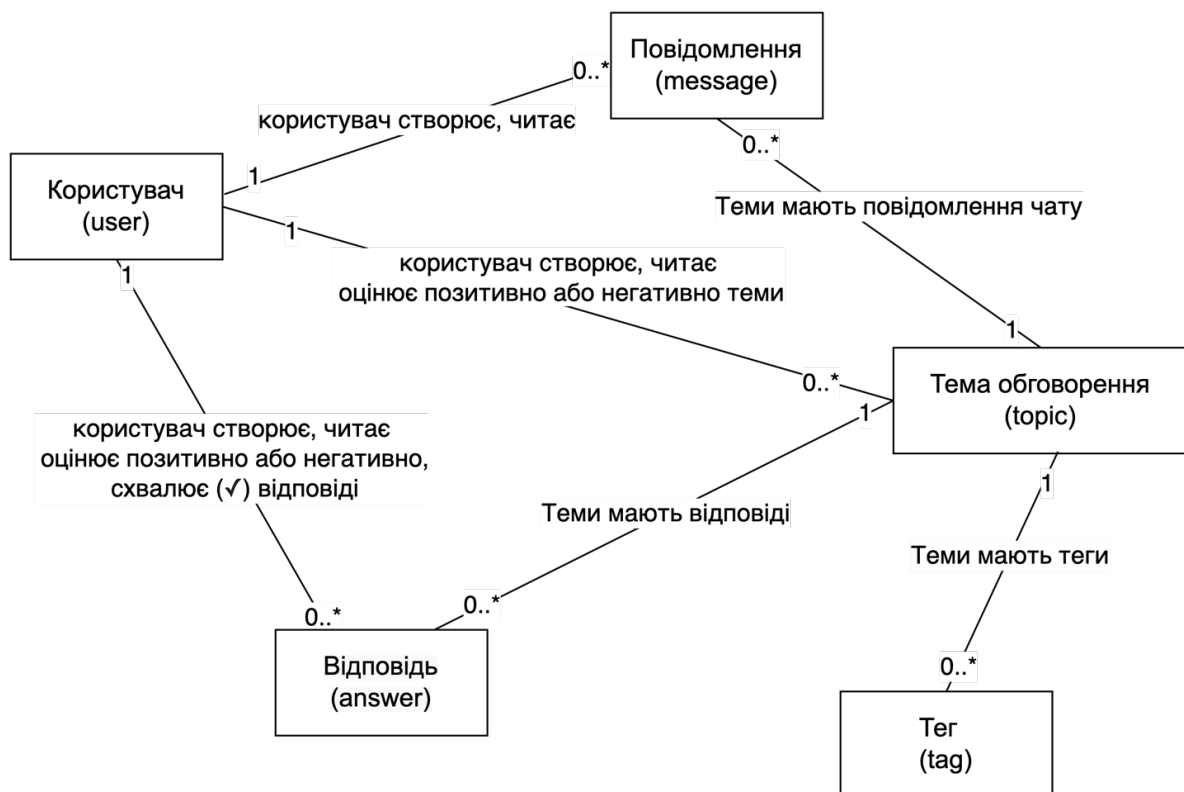 Повідомлення
(message)
0..*
користувач створює, читає
0..*
1
Користувач
(user)
Теми мають повідомлення чату
1
1
користувач створює, читає
оцінює позитивно або негативно теми
1
0..*
Тема обговорення
(topic)
1
користувач створює, читає
оцінює позитивно або негативно,
схвалює (✓) відповіді
1
Теми мають відповіді
Теми мають теги
0..*
0..*
Відповідь
(answer)
0..*
Тег
(tag)